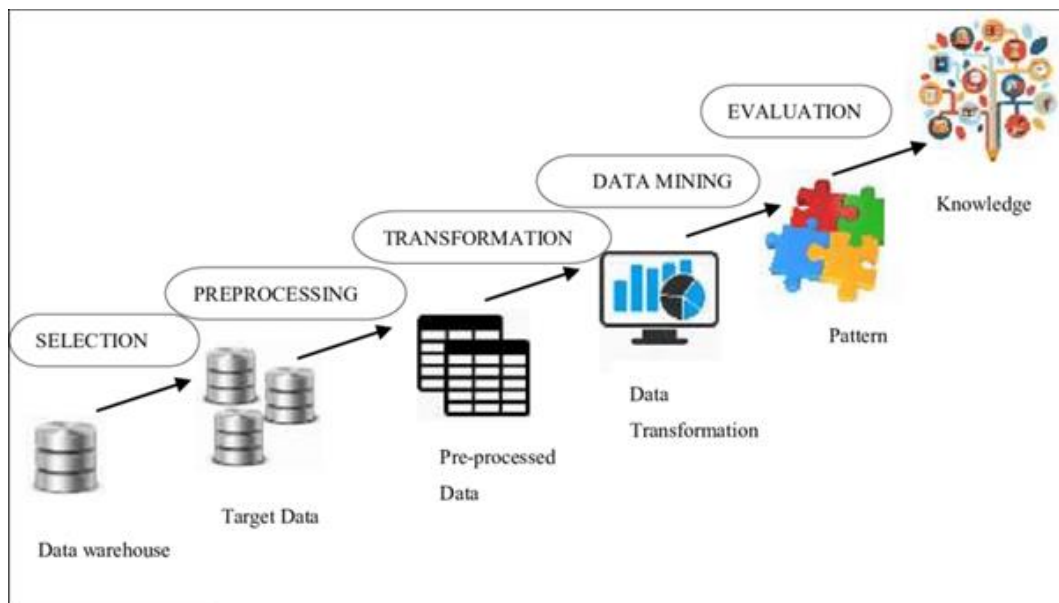 EVALUATION
DATA MINING
Knowledge
TRANSFORMATION
PREPROCESSING
SELECTION
Pattern
Data
Transformation
Pre-processed
Data
Target Data
Data warehouse